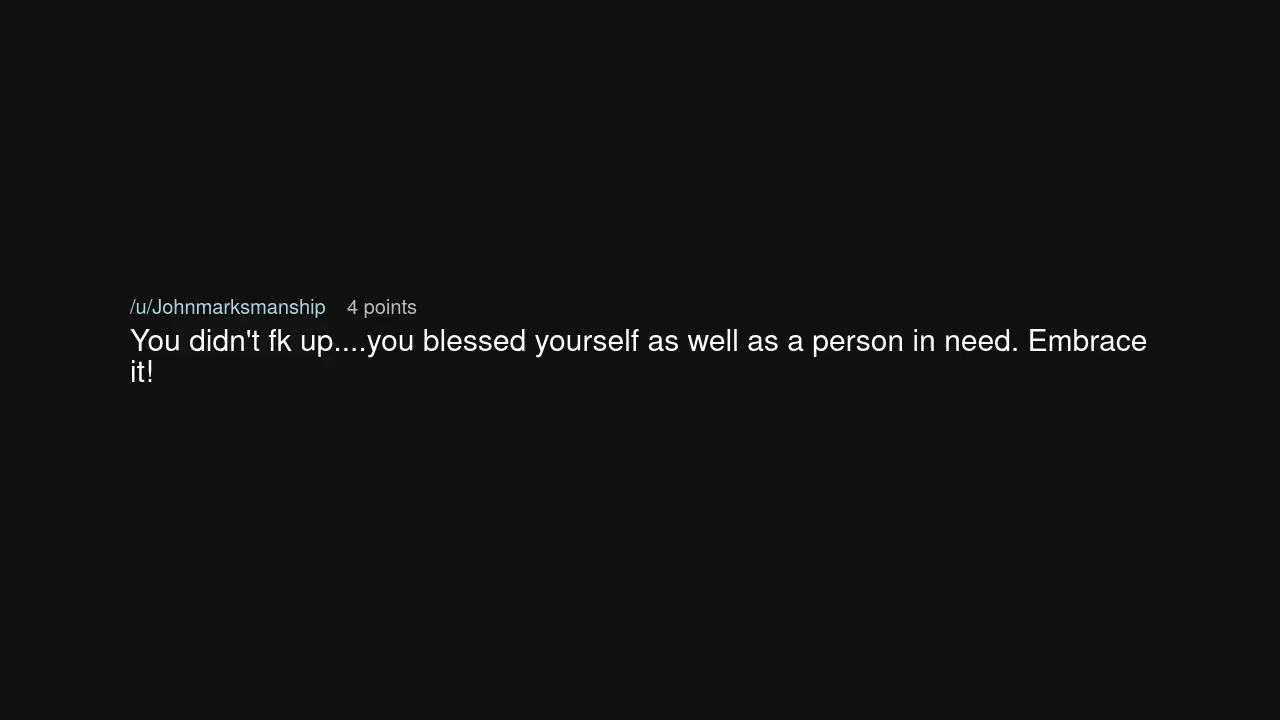 /u/Johnmarksmanship 4 points
You didn't fk up....you blessed yourself as well as a person in need. Embrace
it!